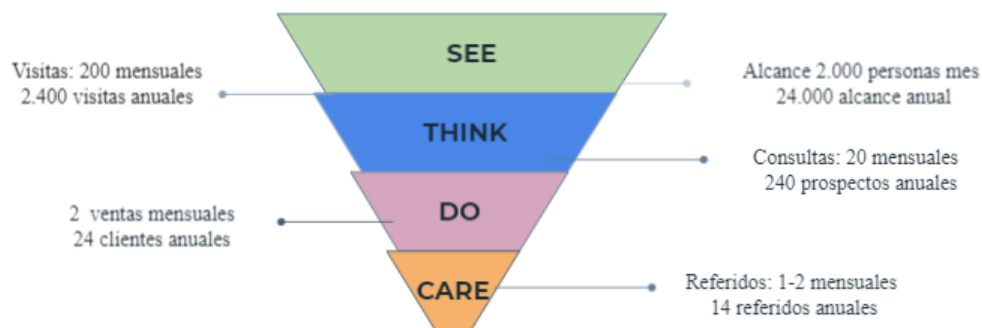 SEE
Visitas: 200 mensuales
2.400 visitas anuales
Alcance 2.000 personas mes
24.000 alcance anual
THINK
Consultas: 20 mensuales
240 prospectos anuales
DO
2 ventas mensuales
24 clientes anuales
CARE
Referidos: 1-2 mensuales
14 referidos anuales